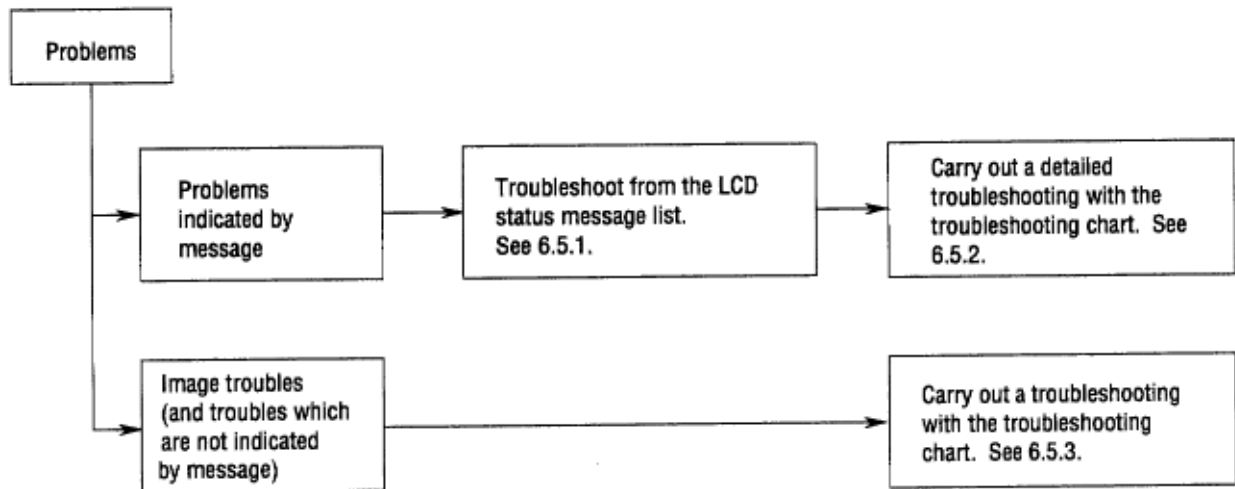 Problems
Problems
indicated by
message
Troubleshoot from the LCD
status message list.
See 6.5.1.
Carry out a detailed
troubleshooting with the
troubleshooting chart. See
6.5.2.
Image troubles
(and troubles which
are not indicated
by message)
Carry out a troubleshooting
with the troubleshooting
chart. See 6.5.3.